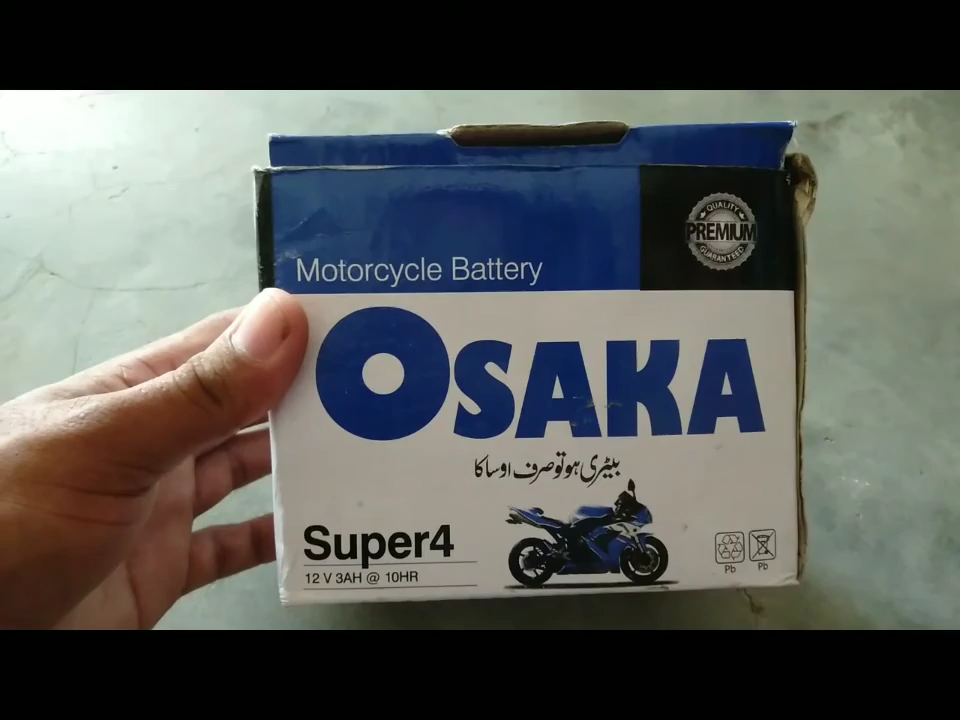 QUALITY
PREMIUM
GUARANTEED
Motorcycle Battery
OSAKA
بیٹری ہو تو صرف اوساکا
Super4
12 V 3AH @ 10HR
Pb
Pb